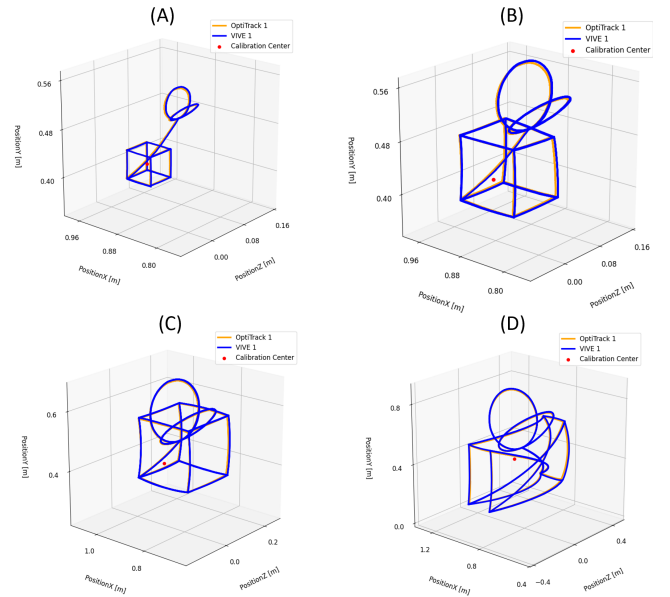 (A)
OptiTrack 1
VIVE 1
Calibration Center
0.56
0.48
0.40
PositionY [m]
0.96
0.88
0.80
PositionX [m]
0.00
0.08
0.16
PositionZ [m]
(B)
OptiTrack 1
VIVE 1
Calibration Center
0.56
0.48
0.40
PositionY [m]
0.96
0.88
0.80
PositionX [m]
0.00
0.08
0.16
PositionZ [m]
(C)
OptiTrack 1
VIVE 1
Calibration Center
0.6
0.4
PositionY [m]
1.0
0.8
PositionX [m]
0.0
0.2
PositionZ [m]
(D)
OptiTrack 1
VIVE 1
Calibration Center
0.8
0.4
0.0
PositionY [m]
1.2
0.8
0.4
PositionX [m]
−0.4
0.0
0.4
PositionZ [m]